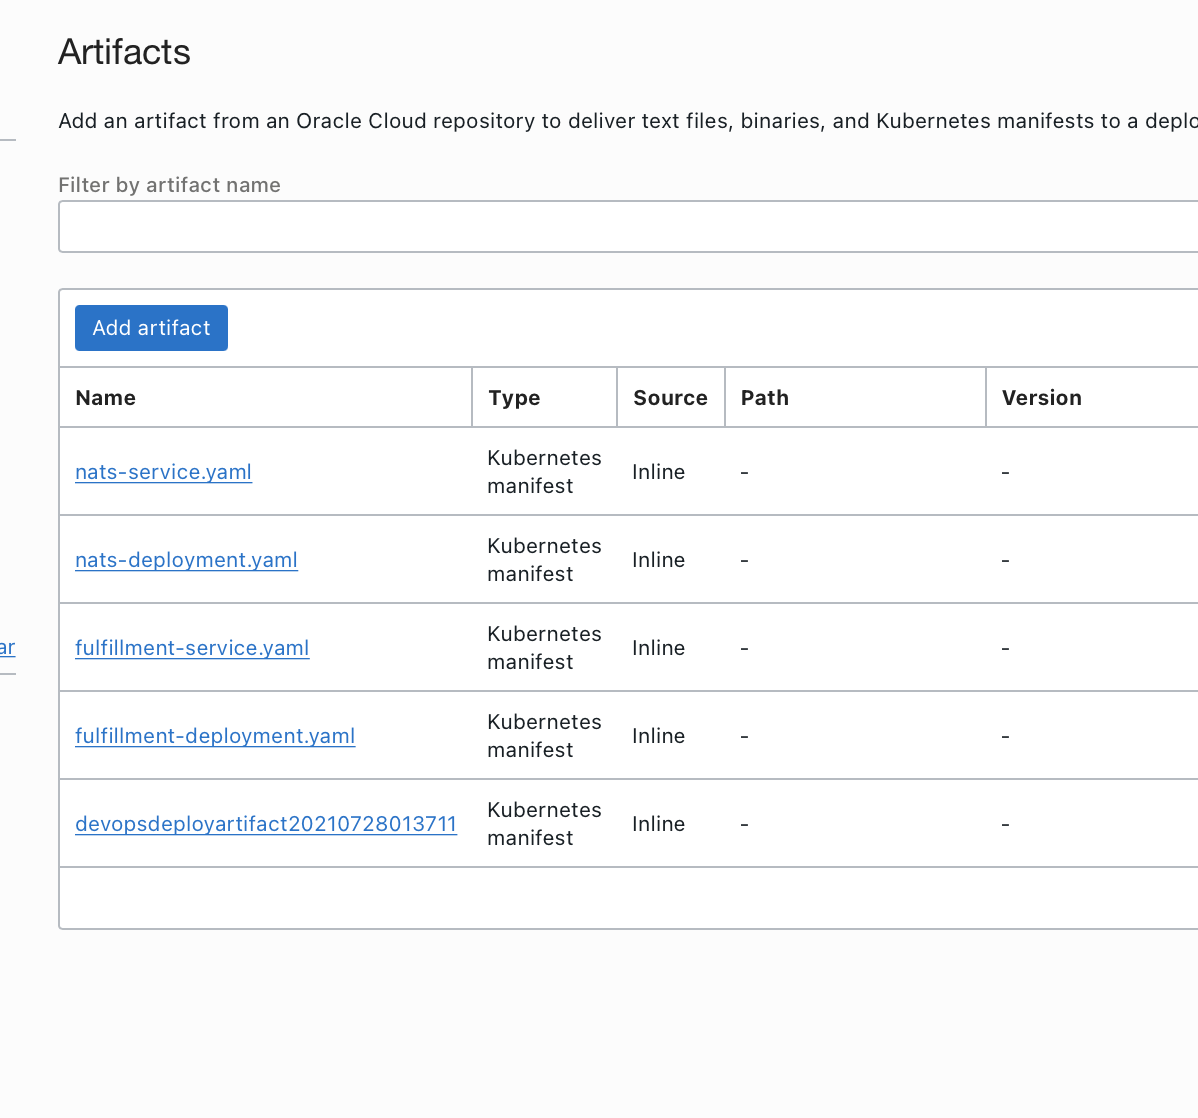 Artifacts
Add an artifact from an Oracle Cloud repository to deliver text files, binaries, and Kubernetes manifests to a
Filter by artifact name
Add artifact
Name Type Source Path Version
nats-service.yaml Kubernetes manifest Inline - -
nats-deployment.yaml Kubernetes manifest Inline - -
fulfillment-service.yaml Kubernetes manifest Inline - -
fulfillment-deployment.yaml Kubernetes manifest Inline - -
devopsdeployartifact20210728013711 Kubernetes manifest Inline - -